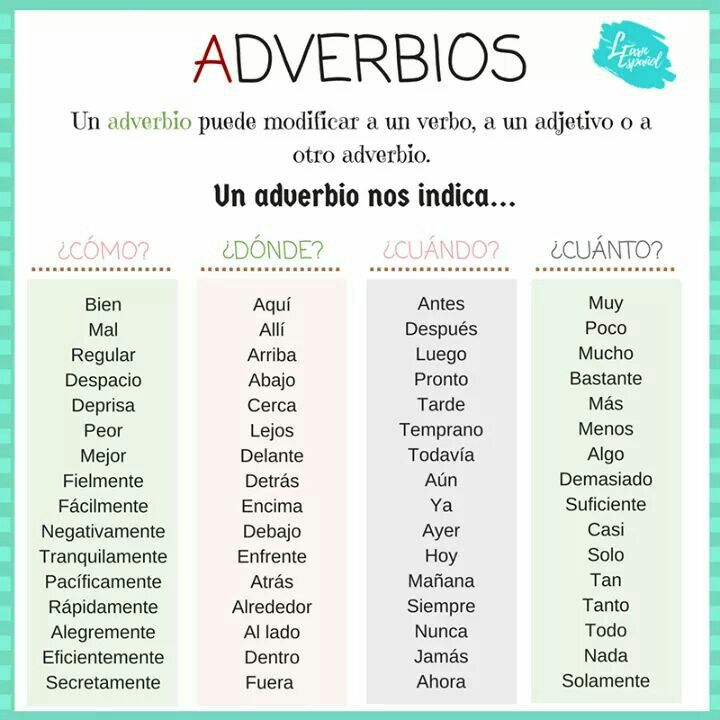 ADVERBIOS
Learn
Español
Un adverbio puede modificar a un verbo, a un adjetivo o a
otro adverbio.
Un adverbio nos indica...
¿CÓMO?
Bien
Mal
Regular
Despacio
Deprisa
Peor
Mejor
Fielmente
Fácilmente
Negativamente
Tranquilamente
Pacíficamente
Rápidamente
Alegremente
Eficientemente
Secretamente
¿DÓNDE?
Aquí
Allí
Arriba
Abajo
Cerca
Lejos
Delante
Detrás
Encima
Debajo
Enfrente
Atrás
Alrededor
Al lado
Dentro
Fuera
¿CUÁNDO?
Antes
Después
Luego
Pronto
Tarde
Temprano
Todavía
Aún
Ya
Ayer
Hoy
Mañana
Siempre
Nunca
Jamás
Ahora
¿CUÁNTO?
Muy
Poco
Mucho
Bastante
Más
Menos
Algo
Demasiado
Suficiente
Casi
Solo
Tan
Tanto
Todo
Nada
Solamente